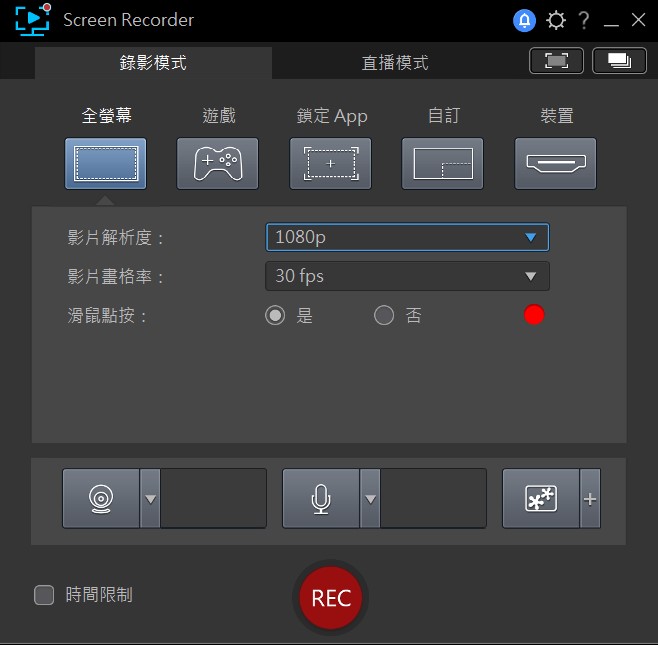 Screen Recorder
錄影模式 直播模式
全螢幕 遊戲 鎖定 App 自訂 裝置
影片解析度： 1080p
影片畫格率： 30 fps
滑鼠點按： 是 否
時間限制 REC